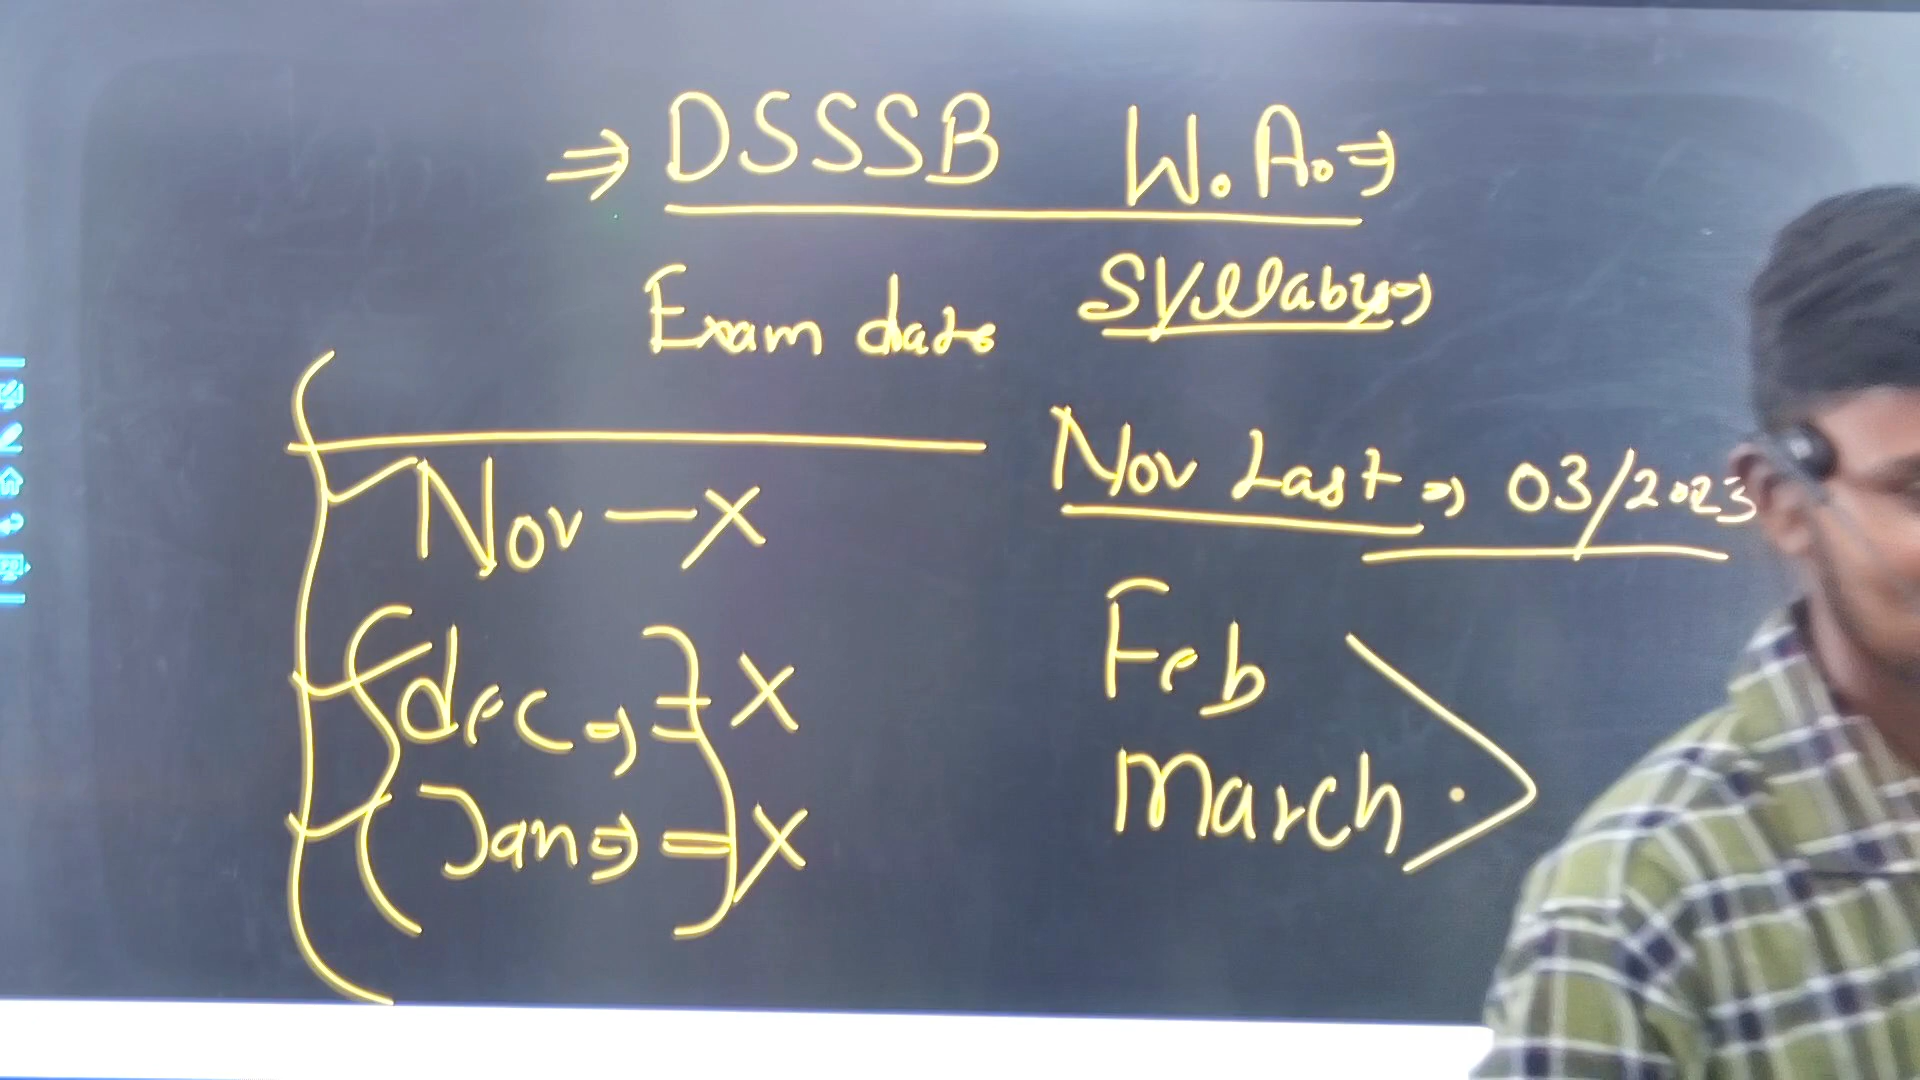 ⇒ DSSSB W.A. ⇒
Exam date Syllabus ⇒
Nov — X
Nov Last ⇒ 03/2023
dec ⇒ = X
Jan ⇒ = X
Feb
March